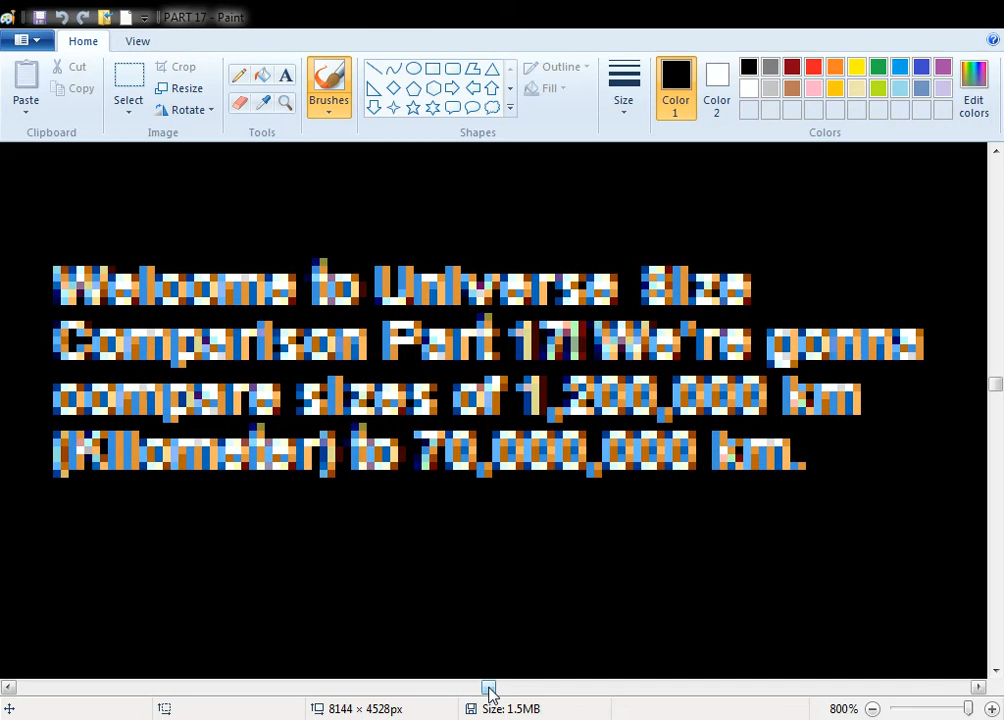 PART 17 - Paint
Home View
Paste
Cut
Copy
Clipboard
Select
Crop
Resize
Rotate
Image
Tools
Brushes
Outline
Fill
Shapes
Size
Color 1
Color 2
Edit colors
Colors
Welcome to Universe Size
Comparison Part 17! We're gonna
compare sizes of 1,200,000 km
(Kilometer) to 70,000,000 km.
8144 × 4528px
Size: 1.5MB
800%